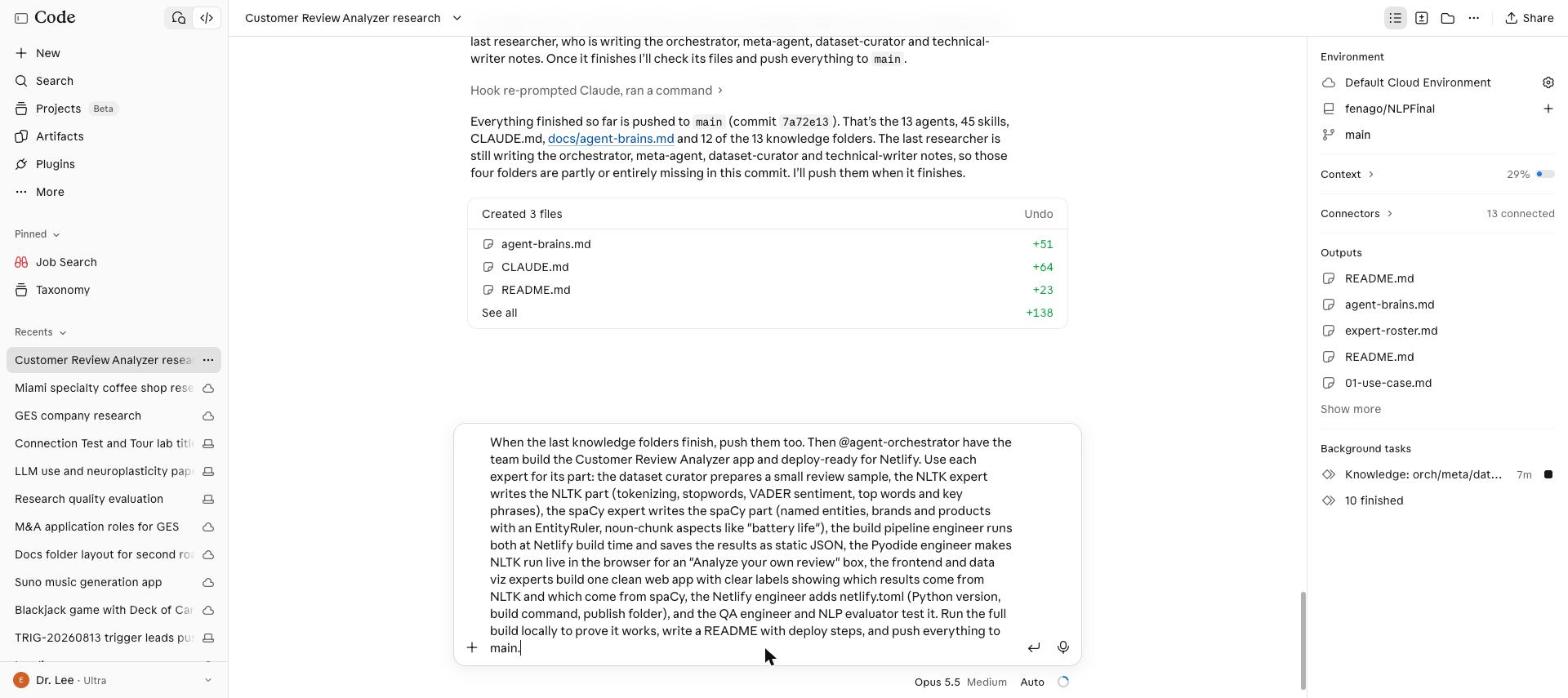 Code
Customer Review Analyzer research
Share
New
Search
Projects Beta
Artifacts
Plugins
More
Pinned
Job Search
Taxonomy
Recents
Customer Review Analyzer resea
Miami specialty coffee shop rese
GES company research
Connection Test and Tour lab titl
LLM use and neuroplasticity pap
Research quality evaluation
M&A application roles for GES
Docs folder layout for second ro
Suno music generation app
Blackjack game with Deck of Car
TRIG-20260813 trigger leads pu
E Dr. Lee · Ultra
last researcher, who is writing the orchestrator, meta-agent, dataset-curator and technical-
writer notes. Once it finishes I'll check its files and push everything to main.
Hook re-prompted Claude, ran a command
Everything finished so far is pushed to main (commit 7a72e13). That's the 13 agents, 45 skills,
CLAUDE.md, docs/agent-brains.md and 12 of the 13 knowledge folders. The last researcher is
still writing the orchestrator, meta-agent, dataset-curator and technical-writer notes, so those
four folders are partly or entirely missing in this commit. I'll push them when it finishes.
Created 3 files Undo
agent-brains.md +51
CLAUDE.md +64
README.md +23
See all +138
When the last knowledge folders finish, push them too. Then @agent-orchestrator have the
team build the Customer Review Analyzer app and deploy-ready for Netlify. Use each
expert for its part: the dataset curator prepares a small review sample, the NLTK expert
writes the NLTK part (tokenizing, stopwords, VADER sentiment, top words and key
phrases), the spaCy expert writes the spaCy part (named entities, brands and products
with an EntityRuler, noun-chunk aspects like "battery life"), the build pipeline engineer runs
both at Netlify build time and saves the results as static JSON, the Pyodide engineer makes
NLTK run live in the browser for an "Analyze your own review" box, the frontend and data
viz experts build one clean web app with clear labels showing which results come from
NLTK and which come from spaCy, the Netlify engineer adds netlify.toml (Python version,
build command, publish folder), and the QA engineer and NLP evaluator test it. Run the full
build locally to prove it works, write a README with deploy steps, and push everything to
main.
Opus 5.5 Medium Auto
Environment
Default Cloud Environment
fenago/NLPFinal
main
Context 29%
Connectors 13 connected
Outputs
README.md
agent-brains.md
expert-roster.md
README.md
01-use-case.md
Show more
Background tasks
Knowledge: orch/meta/dat... 7m
10 finished